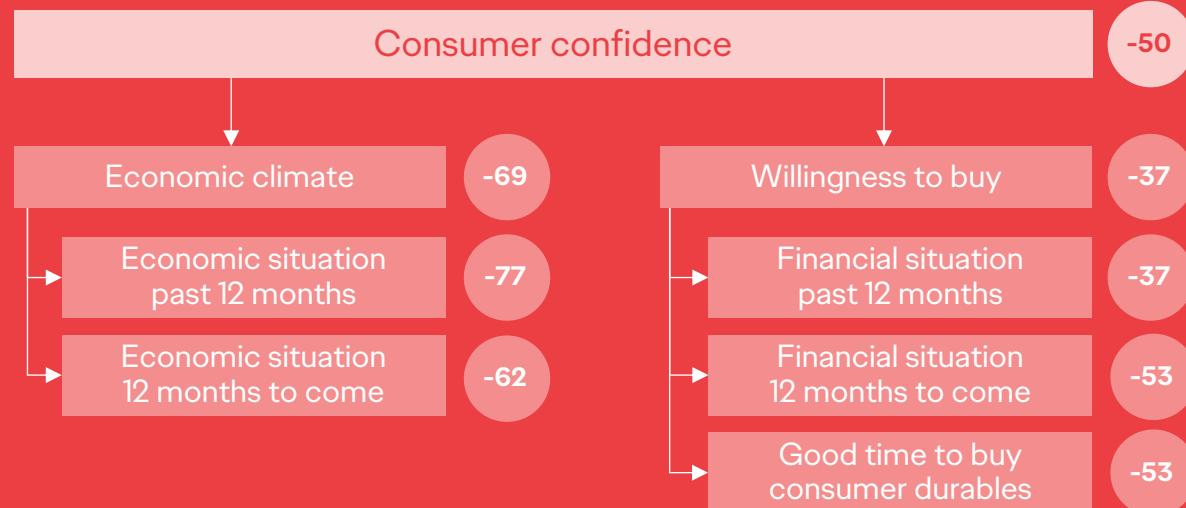 Consumer confidence
-50
Economic climate
-69
Economic situation
past 12 months
-77
Economic situation
12 months to come
-62
Willingness to buy
-37
Financial situation
past 12 months
-37
Financial situation
12 months to come
-53
Good time to buy
consumer durables
-53